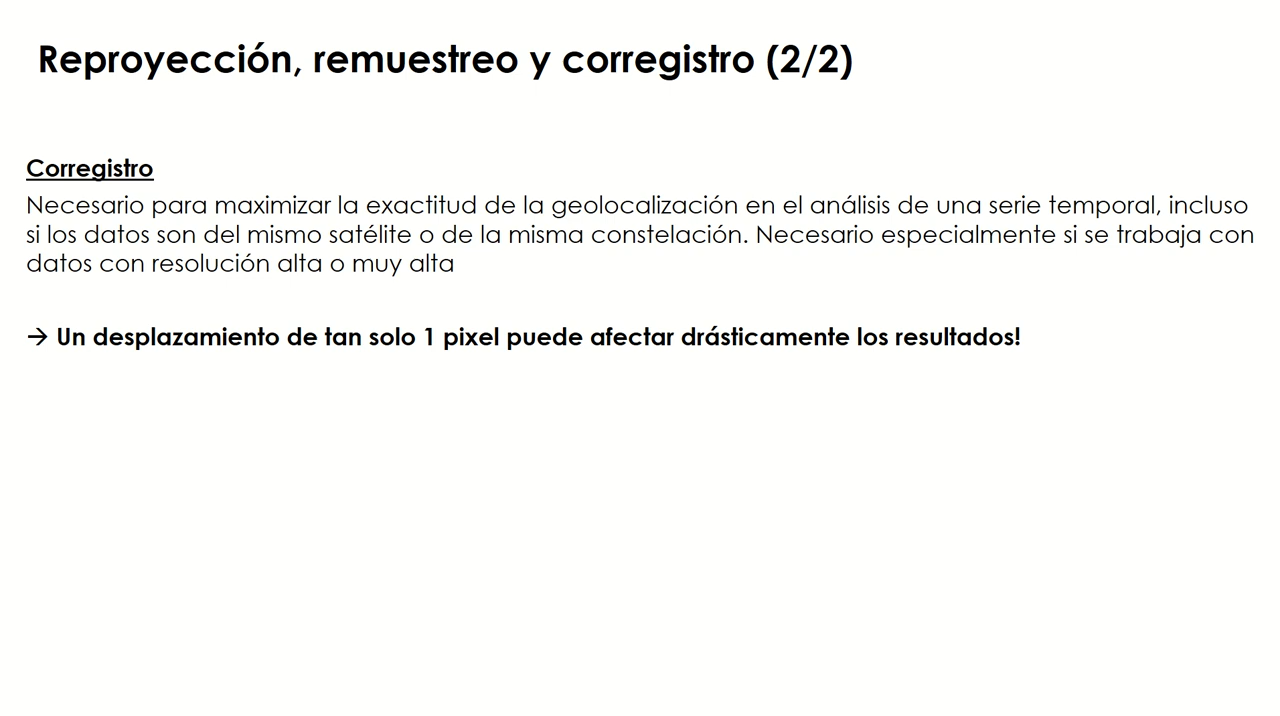 Reproyección, remuestreo y corregistro (2/2)
Corregistro
Necesario para maximizar la exactitud de la geolocalización en el análisis de una serie temporal, incluso
si los datos son del mismo satélite o de la misma constelación. Necesario especialmente si se trabaja con
datos con resolución alta o muy alta
→ Un desplazamiento de tan solo 1 pixel puede afectar drásticamente los resultados!